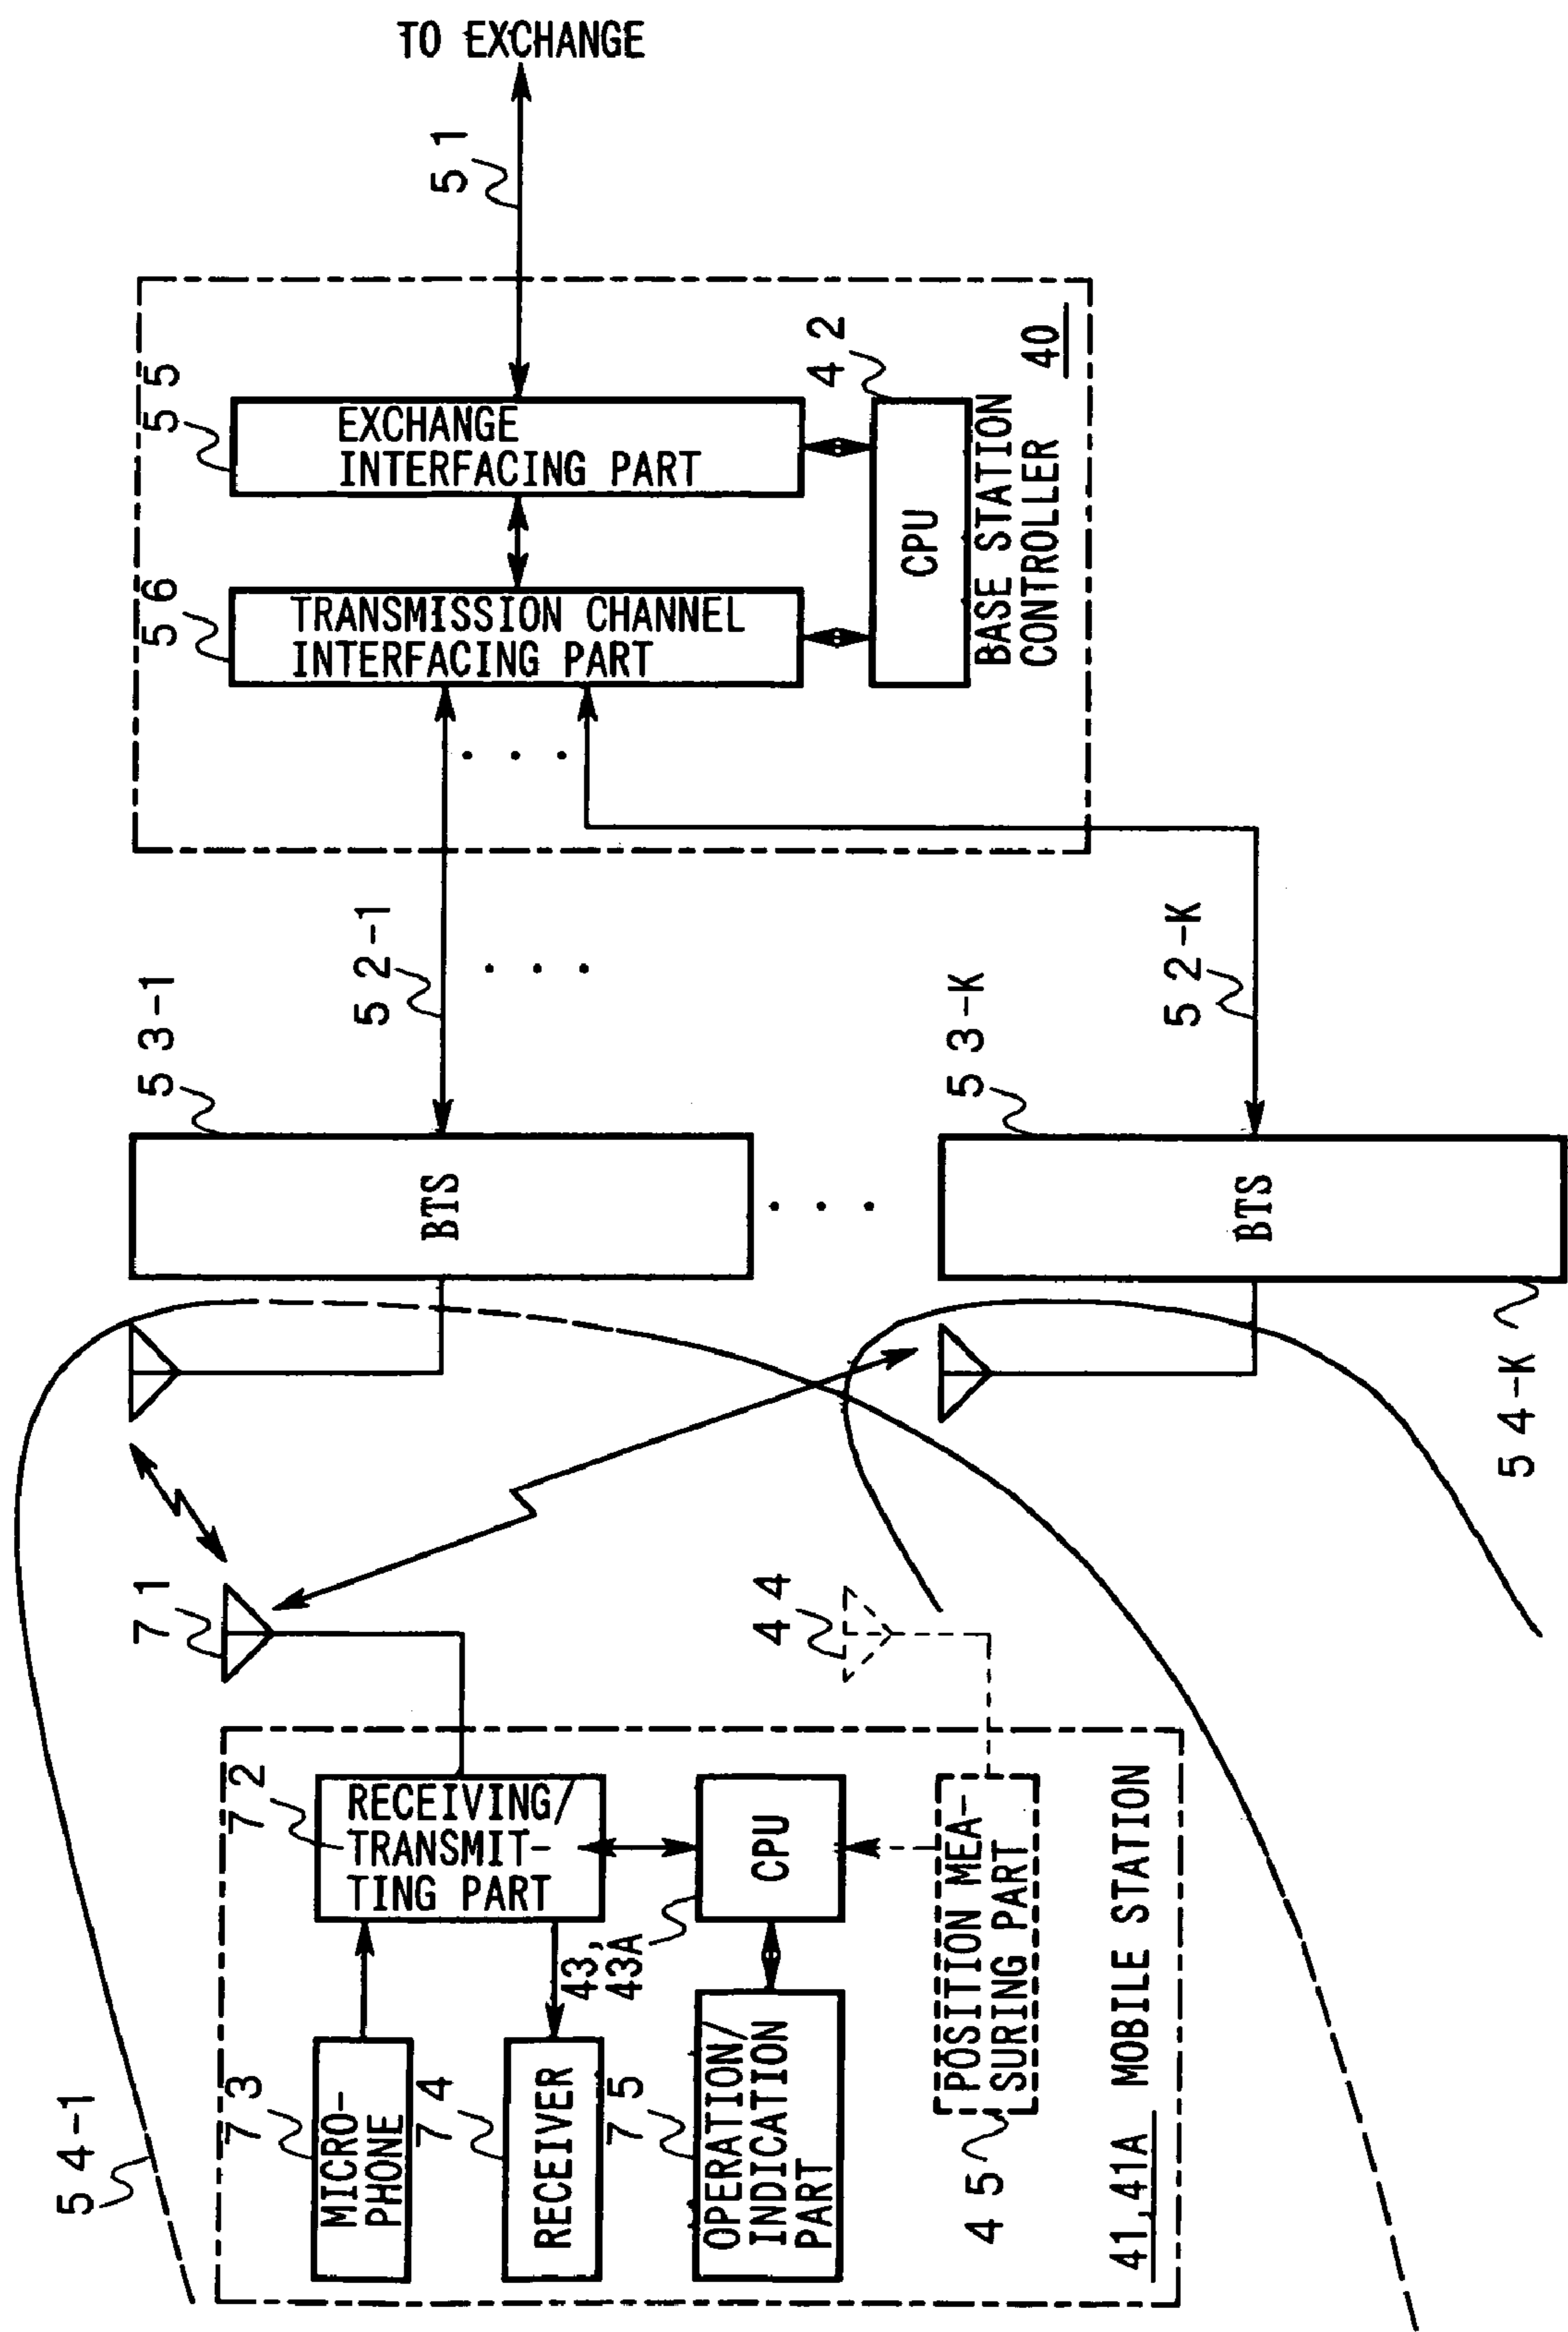 TO EXCHANGE
51
55
EXCHANGE
INTERFACING PART
56
TRANSMISSION CHANNEL
INTERFACING PART
42
CPU
BASE STATION
CONTROLLER
40
52-1
52-K
53-1
BTS
53-K
BTS
54-1
54-K
71
44
72
RECEIVING/
TRANSMIT-
TING PART
73
MICRO-
PHONE
74
RECEIVER
43,
43A
CPU
75
OPERATION/
INDICATION
PART
45
POSITION MEA-
SURING PART
41,41A MOBILE STATION